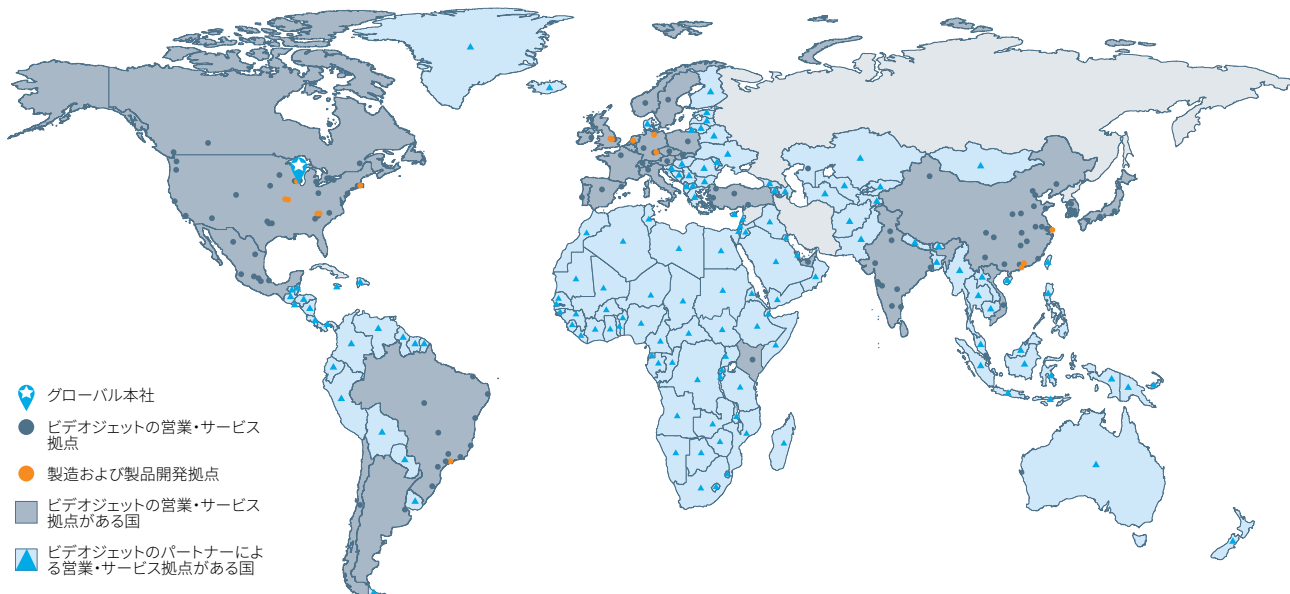 グローバル本社
ビデオジェットの営業・サービス
拠点
製造および製品開発拠点
ビデオジェットの営業・サービス
拠点がある国
ビデオジェットのパートナーによ
る営業・サービス拠点がある国